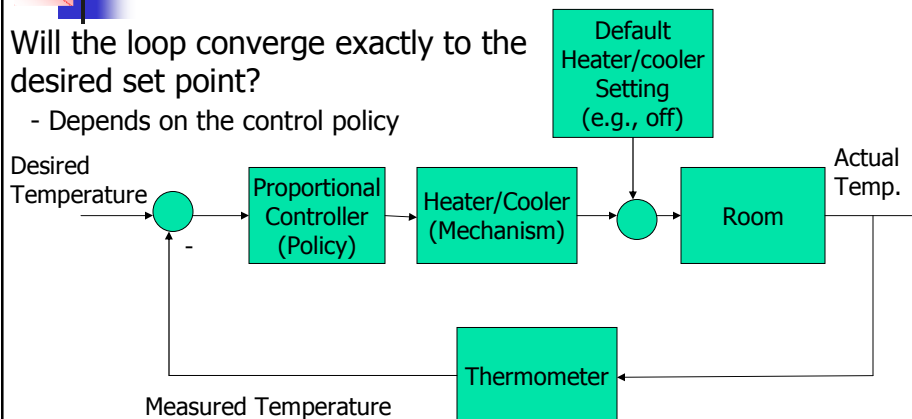 Will the loop converge exactly to the
desired set point?
- Depends on the control policy
Default
Heater/cooler
Setting
(e.g., off)
Desired
Temperature
-
Proportional
Controller
(Policy)
Heater/Cooler
(Mechanism)
Room
Actual
Temp.
Thermometer
Measured Temperature